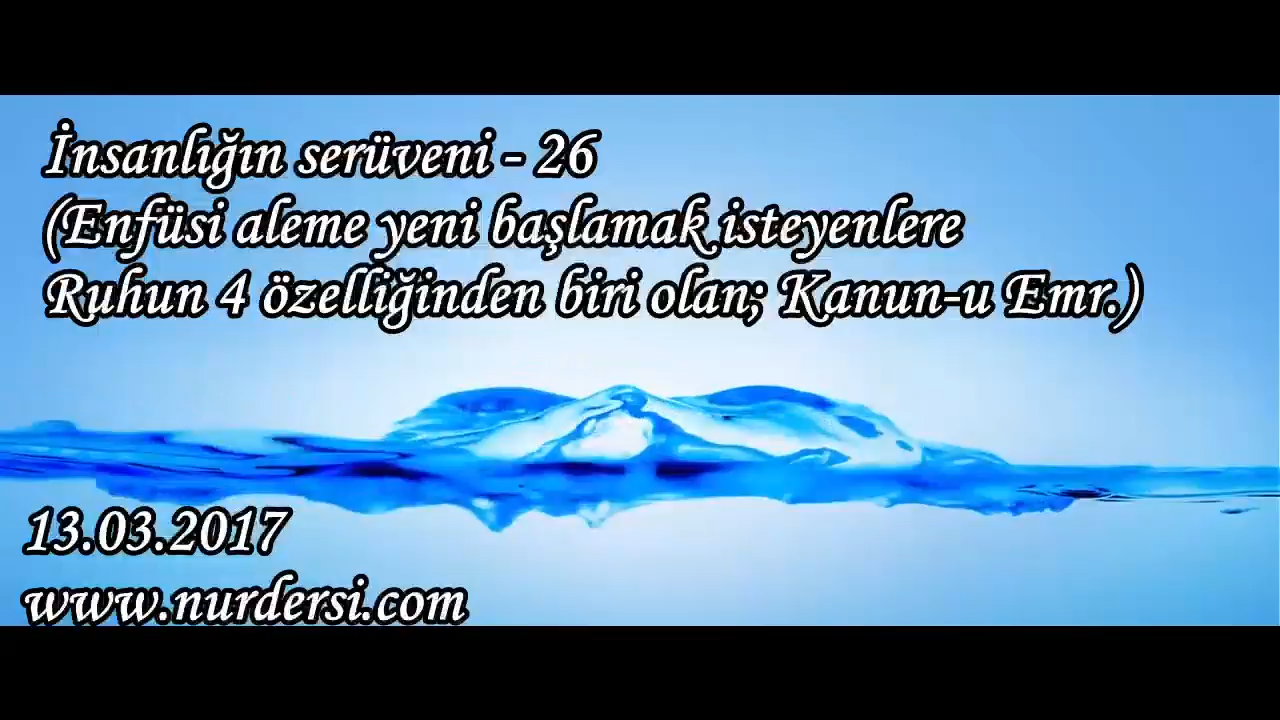 İnsanlığın serüveni - 26
(Enfüsi aleme yeni başlamak isteyenlere
Ruhun 4 özelliğinden biri olan; Kanun-u Emr.)
13.03.2017
www.nurdersi.com